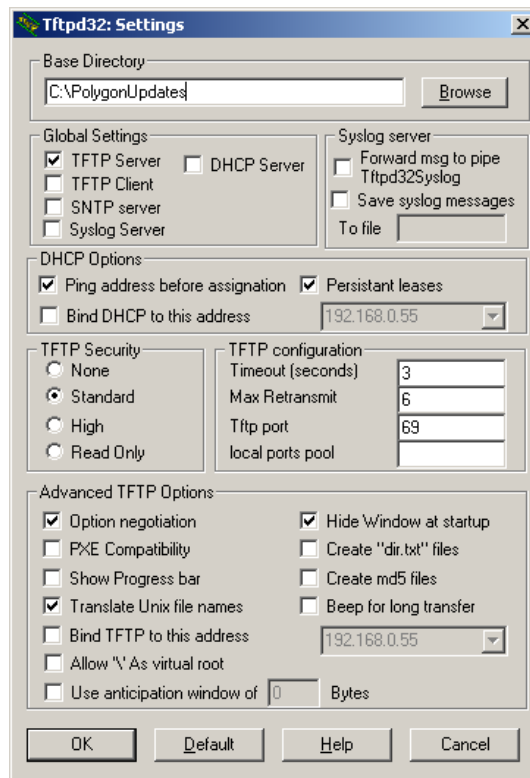 Tftpd32: Settings
Base Directory
C:\PolygonUpdates
Browse
Global Settings
TFTP Server
DHCP Server
TFTP Client
SNTP server
Syslog Server
Syslog server
Forward msg to pipe
Tftpd32Syslog
Save syslog messages
To file
DHCP Options
Ping address before assignation
Persistant leases
Bind DHCP to this address
192.168.0.55
TFTP Security
None
Standard
High
Read Only
TFTP configuration
Timeout (seconds)
3
Max Retransmit
6
Tftp port
69
local ports pool
Advanced TFTP Options
Option negotiation
Hide Window at startup
PXE Compatibility
Create "dir.txt" files
Show Progress bar
Create md5 files
Translate Unix file names
Beep for long transfer
Bind TFTP to this address
192.168.0.55
Allow '\' As virtual root
Use anticipation window of 0 Bytes
OK
Default
Help
Cancel